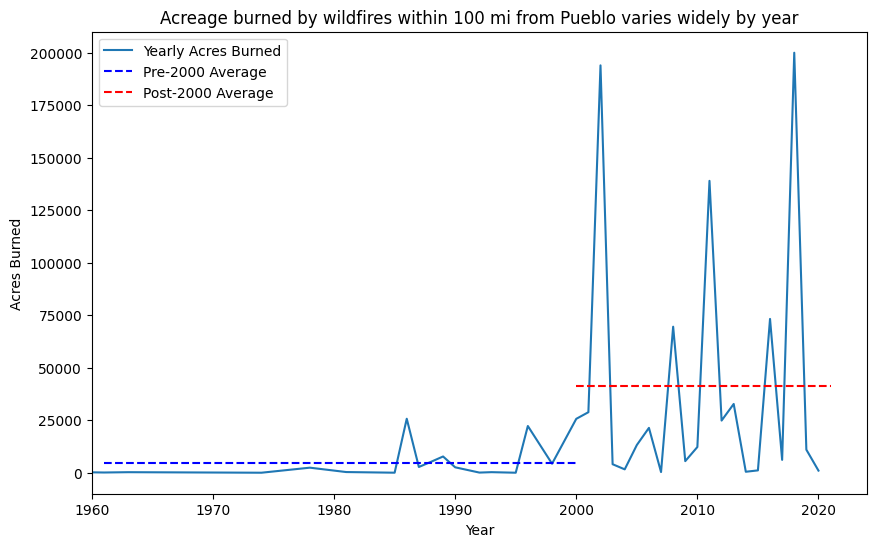 Acreage burned by wildfires within 100 mi from Pueblo varies widely by year
Yearly Acres Burned
Pre-2000 Average
Post-2000 Average
200000
175000
150000
125000
100000
75000
50000
25000
0
Acres Burned
1960 1970 1980 1990 2000 2010 2020
Year